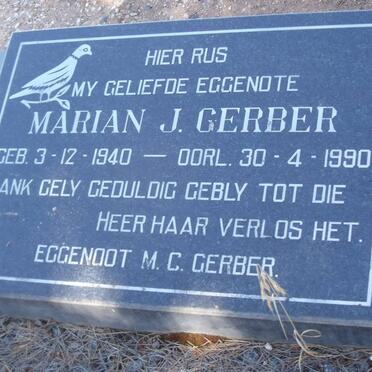 HIER RUS
MY GELIEFDE EGGENOTE
MARIAN J. GERBER
GEB. 3-12-1940 — OORL. 30-4-1990
ANK GELY GEDULDIG GEBLY TOT DIE
HEER HAAR VERLOS HET.
EGGENOOT M. C. GERBER.